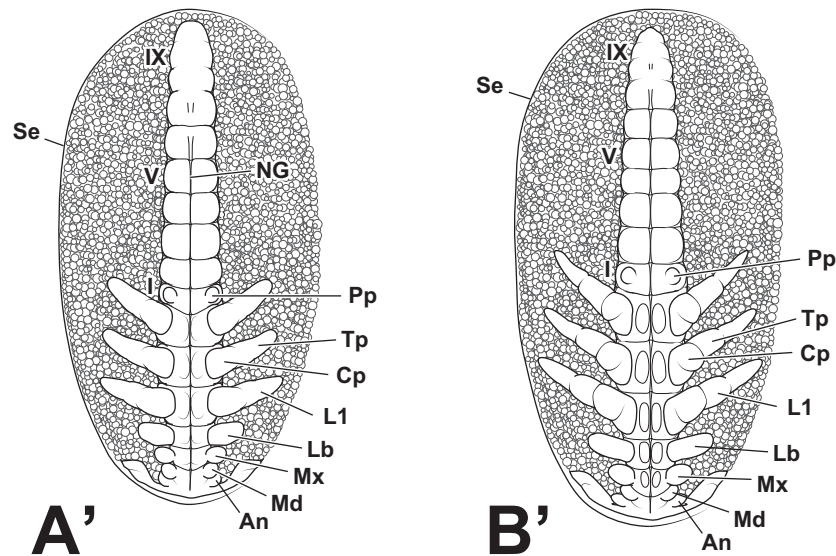 IX
Se
V
NG
I
Pp
Tp
Cp
L1
Lb
Mx
Md
An
A’
IX
Se
V
I
Pp
Tp
Cp
L1
Lb
Mx
Md
An
B’